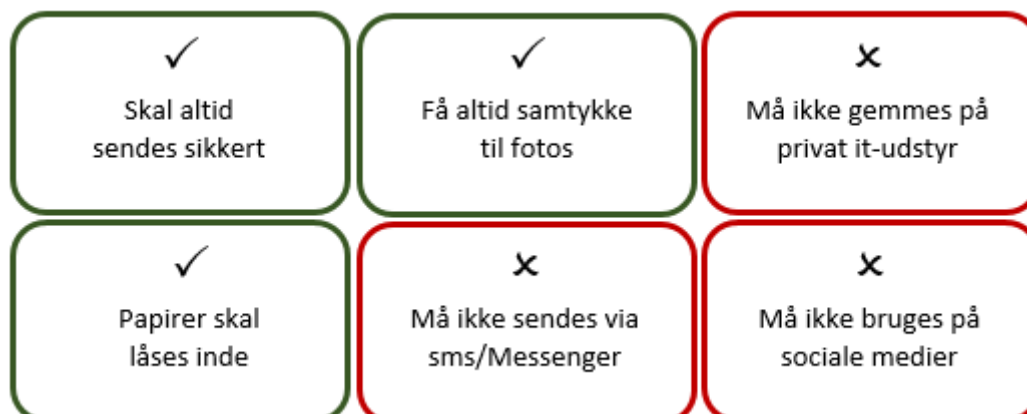 ✓
Skal altid
sendes sikkert
✓
Få altid samtykke
til fotos
✗
Må ikke gemmes på
privat it-udstyr
✓
Papirer skal
låses inde
✗
Må ikke sendes via
sms/Messenger
✗
Må ikke bruges på
sociale medier